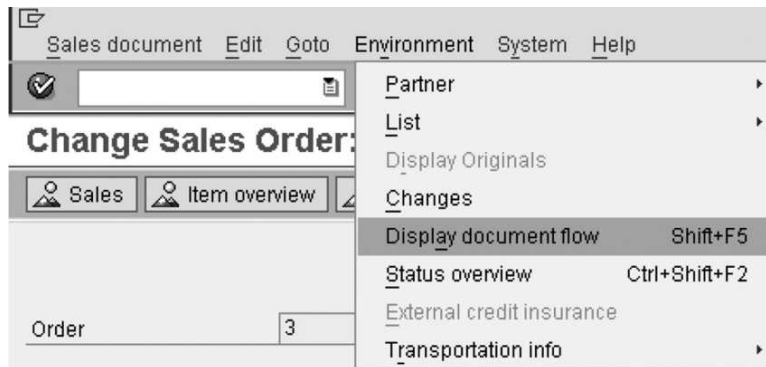 Sales document Edit Goto Environment System Help
Partner
List
Change Sales Order:
Display Originals
Sales Item overview
Changes
Display document flow Shift+F5
Status overview Ctrl+Shift+F2
External credit insurance
Order 3
Transportation info